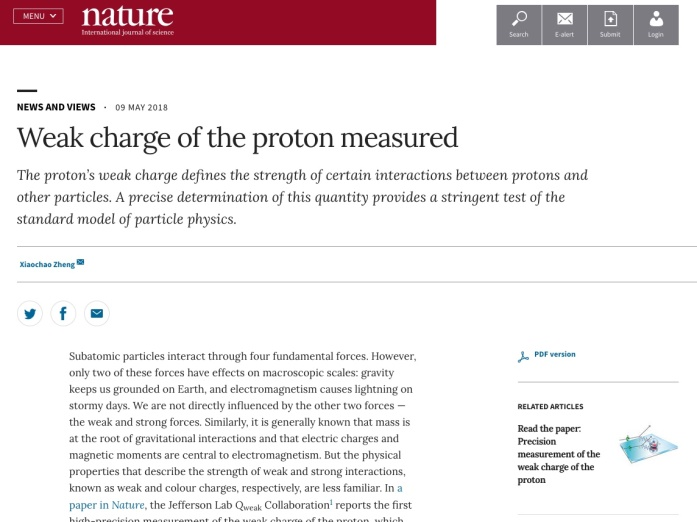 MENU
nature
International journal of science
Search
E-alert
Submit
Login
NEWS AND VIEWS · 09 MAY 2018
Weak charge of the proton measured
The proton’s weak charge defines the strength of certain interactions between protons and
other particles. A precise determination of this quantity provides a stringent test of the
standard model of particle physics.
Xiaochao Zheng
Subatomic particles interact through four fundamental forces. However,
only two of these forces have effects on macroscopic scales: gravity
keeps us grounded on Earth, and electromagnetism causes lightning on
stormy days. We are not directly influenced by the other two forces —
the weak and strong forces. Similarly, it is generally known that mass is
at the root of gravitational interactions and that electric charges and
magnetic moments are central to electromagnetism. But the physical
properties that describe the strength of weak and strong interactions,
known as weak and colour charges, respectively, are less familiar. In a
paper in Nature, the Jefferson Lab Qweak Collaboration1 reports the first
high-precision measurement of the weak charge of the proton, which
PDF version
RELATED ARTICLES
Read the paper:
Precision
measurement of the
weak charge of the
proton